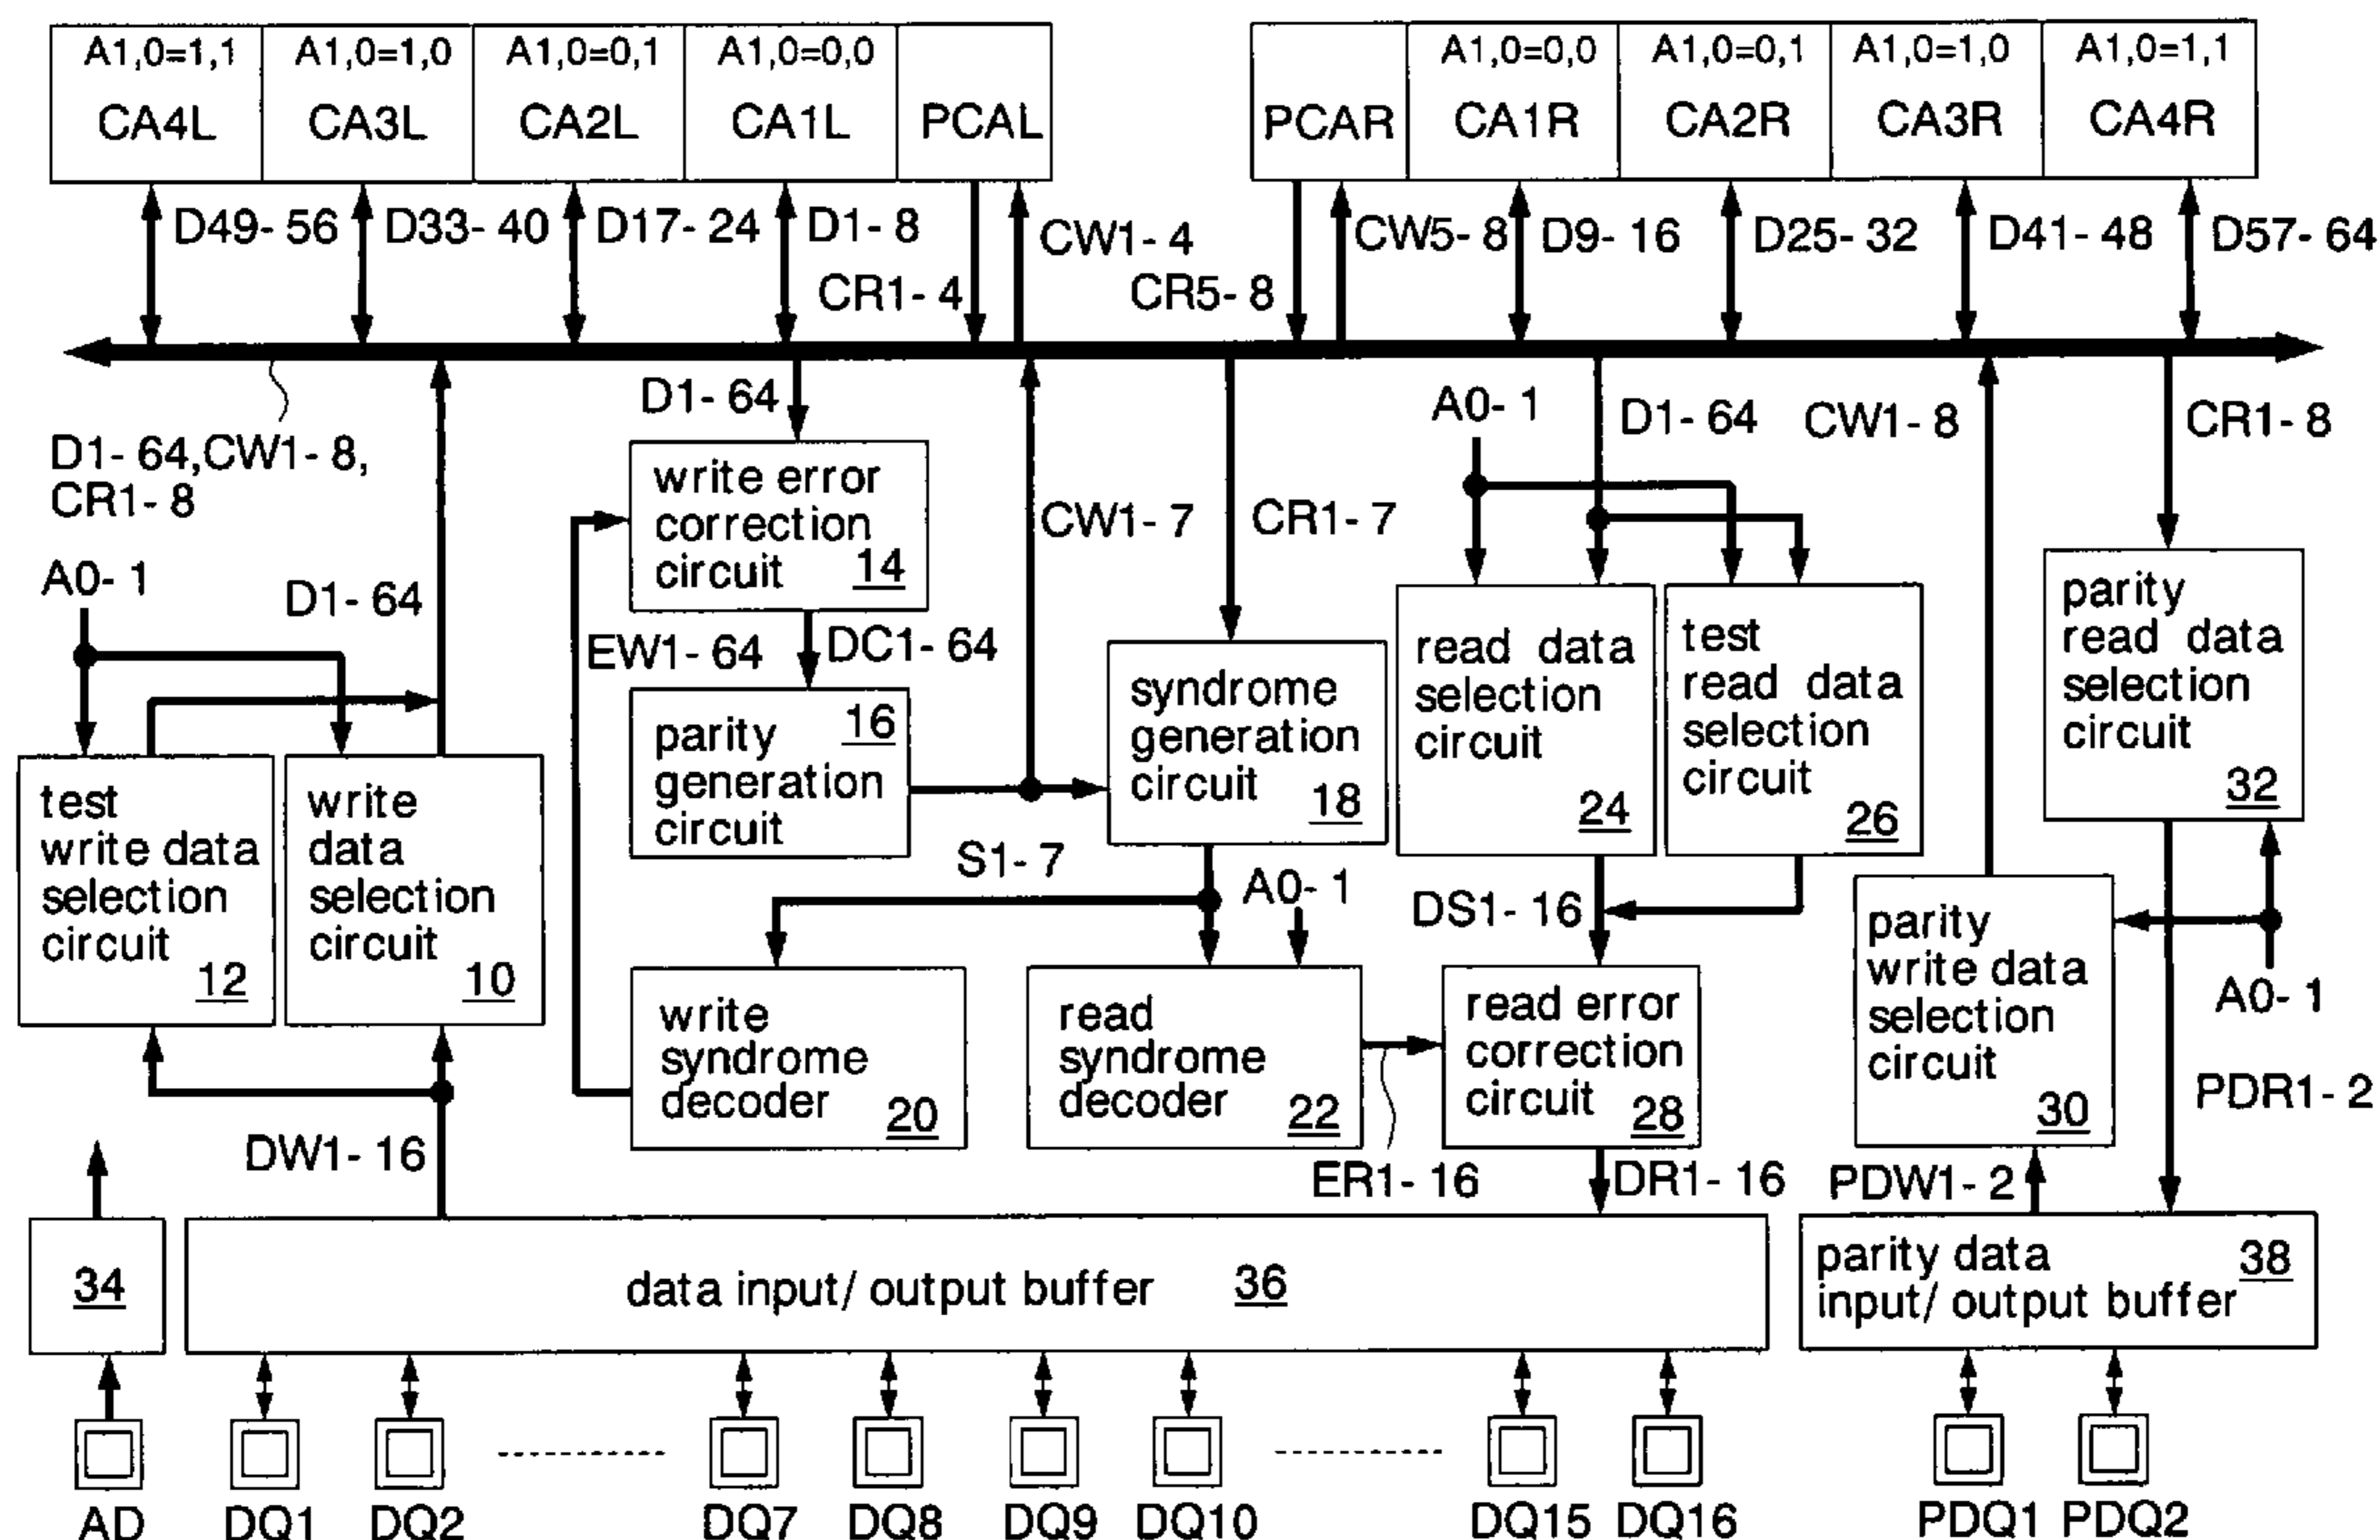 A1,0=1,1 A1,0=1,0 A1,0=0,1 A1,0=0,0
CA4L CA3L CA2L CA1L PCAL
A1,0=0,0 A1,0=0,1 A1,0=1,0 A1,0=1,1
PCAR CA1R CA2R CA3R CA4R
D49-56 D33-40 D17-24 D1-8 CW1-4 CW5-8 D9-16 D25-32 D41-48 D57-64
CR1-4 CR5-8
D1-64 A0-1 D1-64 CW1-8 CR1-8
D1-64,CW1-8,
CR1-8
write error
correction
circuit 14
CW1-7 CR1-7
A0-1 D1-64
EW1-64 DC1-64
parity
generation
circuit
16
syndrome
generation
circuit 18
read data
selection
circuit
24
test
read data
selection
circuit
26
parity
read data
selection
circuit
32
test
write data
selection
circuit
12
write
data
selection
circuit
10
S1-7 A0-1 DS1-16
write
syndrome
decoder 20
read
syndrome
decoder 22
read error
correction
circuit 28
parity
write data
selection
circuit
30
A0-1
PDR1-2
DW1-16 ER1-16 DR1-16 PDW1-2
34
data input/ output buffer 36
parity data 38
input/ output buffer
AD DQ1 DQ2 DQ7 DQ8 DQ9 DQ10 DQ15 DQ16 PDQ1 PDQ2